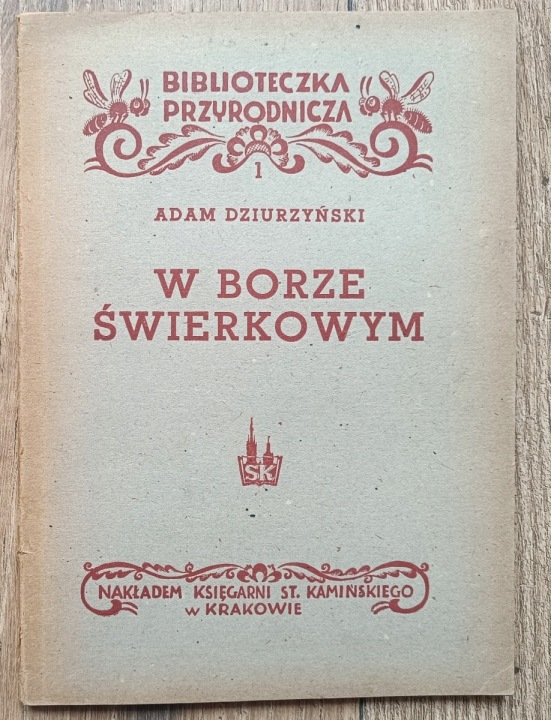 BIBLIOTECZKA
PRZYRODNICZA
1
ADAM DZIURZYŃSKI
W BORZE
ŚWIERKOWYM
SK
NAKŁADEM KSIĘGARNI ST. KAMIŃSKIEGO
w KRAKOWIE